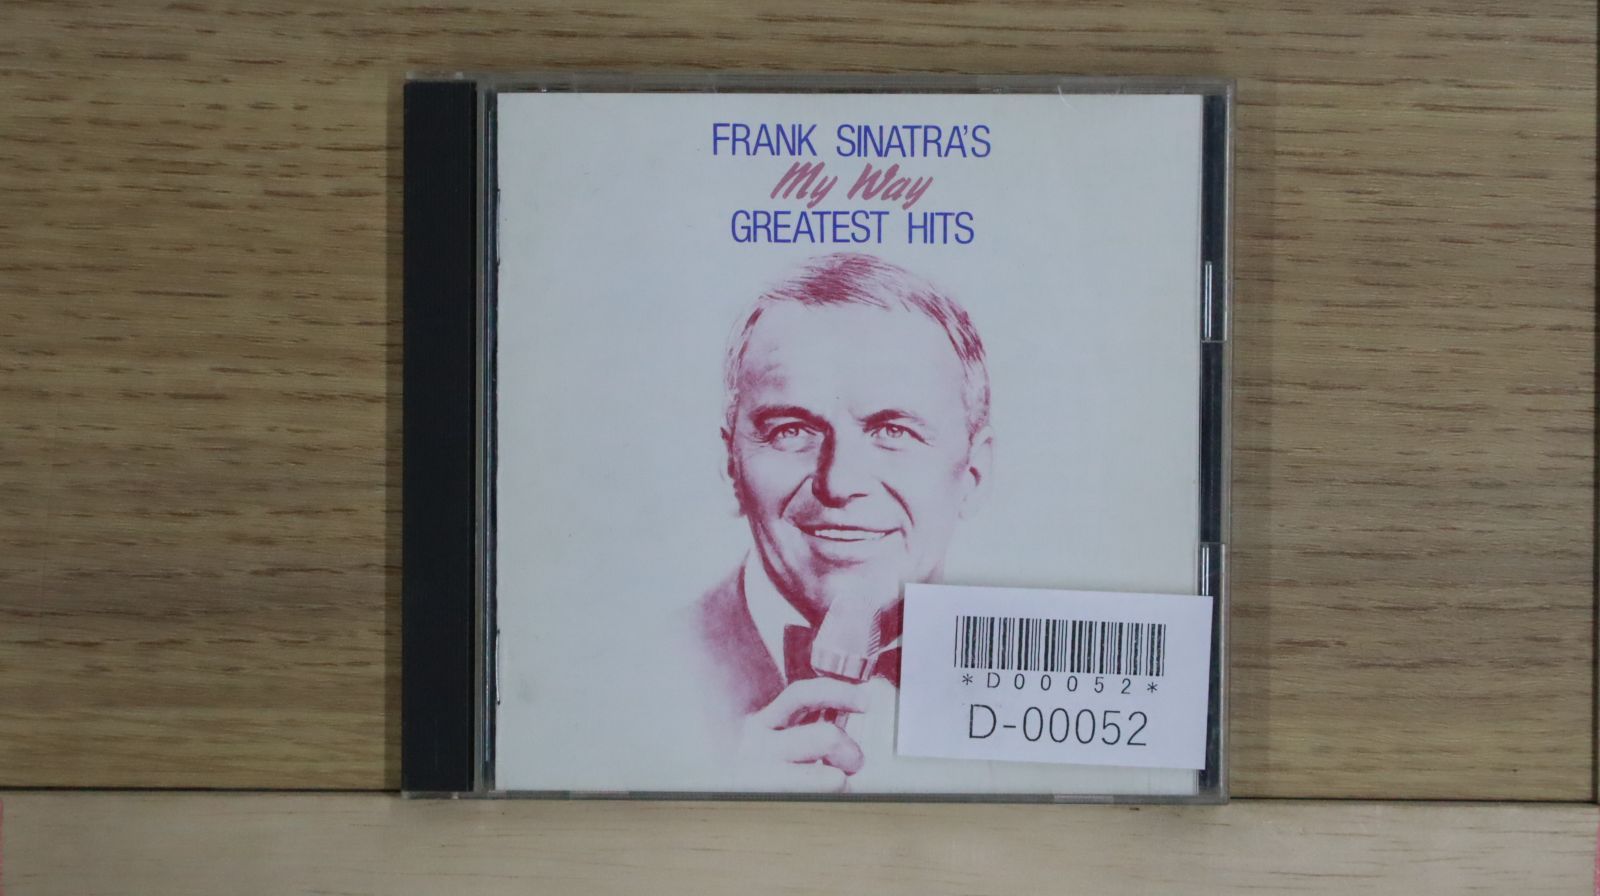 FRANK SINATRA'S
My Way
GREATEST HITS
*D00052*
D-00052